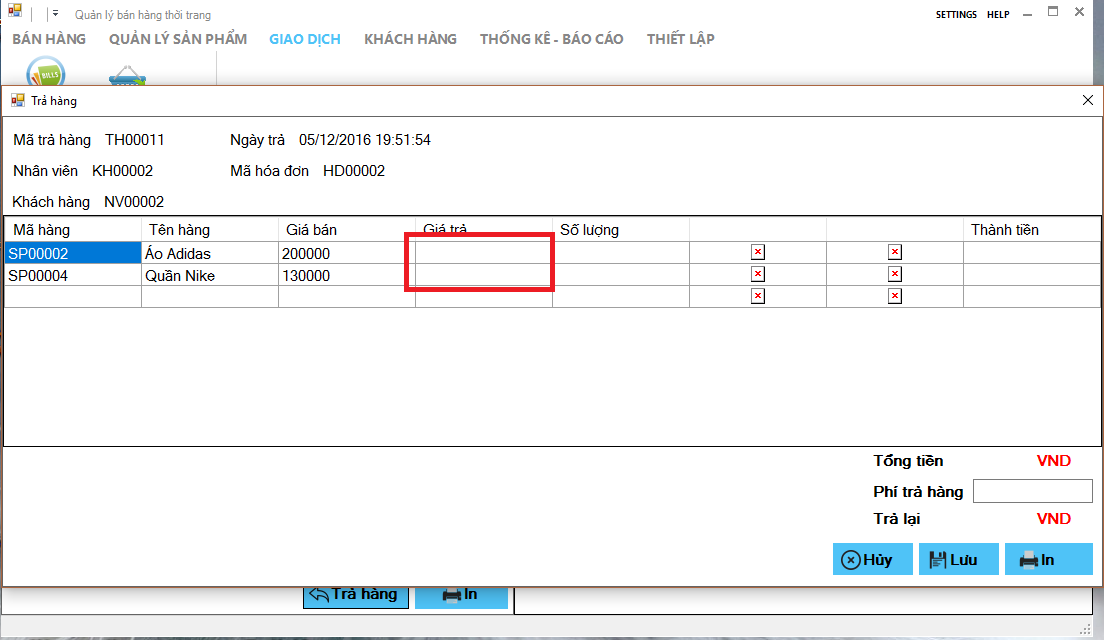 Quản lý bán hàng thời trang
SETTINGS HELP
BÁN HÀNG QUẢN LÝ SẢN PHẨM GIAO DỊCH KHÁCH HÀNG THỐNG KÊ - BÁO CÁO THIẾT LẬP
BILLS
Trả hàng
Mã trả hàng TH00011 Ngày trả 05/12/2016 19:51:54
Nhân viên KH00002 Mã hóa đơn HD00002
Khách hàng NV00002
Mã hàng Tên hàng Giá bán Giá trả Số lượng Thành tiền
SP00002 Áo Adidas 200000
SP00004 Quần Nike 130000
Tổng tiền VND
Phí trả hàng
Trả lại VND
Hủy Lưu In
Trả hàng In